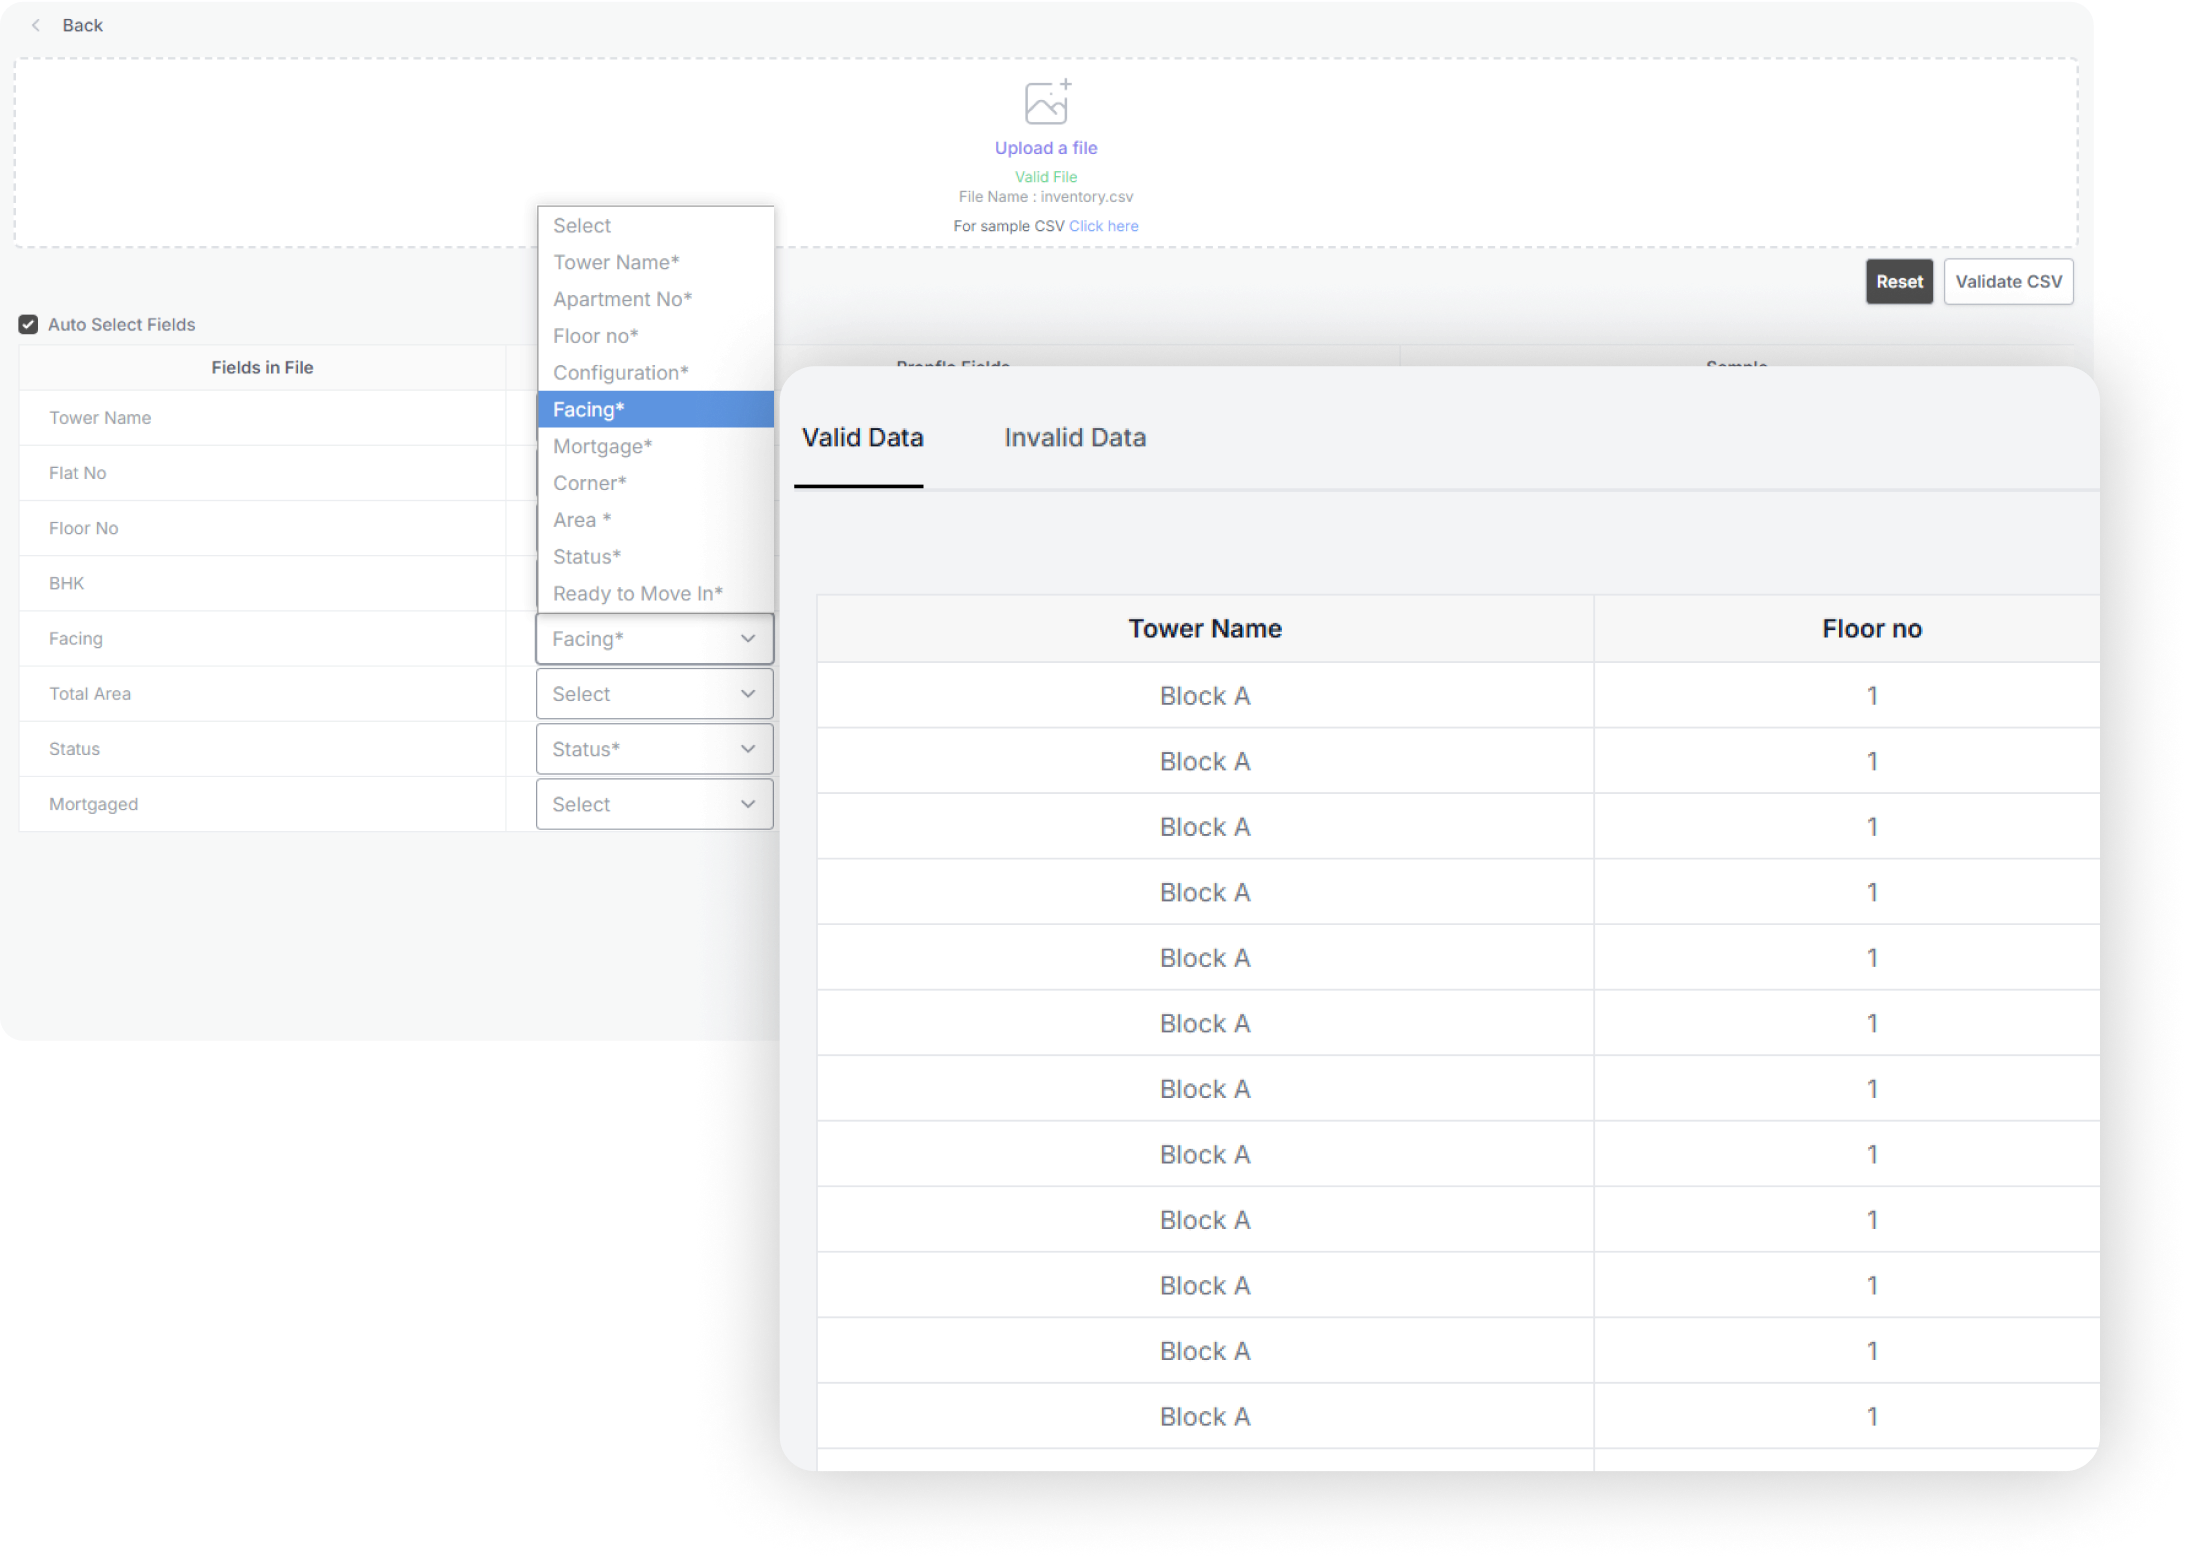 Back
Upload a file
Valid File
File Name : inventory.csv
For sample CSV Click here
Reset
Validate CSV
Auto Select Fields
Fields in File
Tower Name
Flat No
Floor No
BHK
Facing
Total Area
Status
Mortgaged
Select
Tower Name*
Apartment No*
Floor no*
Configuration*
Facing*
Mortgage*
Corner*
Area *
Status*
Ready to Move In*
Facing*
Select
Status*
Select
Fields
Sample
Valid Data
Invalid Data
Tower Name Floor no
Block A 1
Block A 1
Block A 1
Block A 1
Block A 1
Block A 1
Block A 1
Block A 1
Block A 1
Block A 1
Block A 1
Block A 1